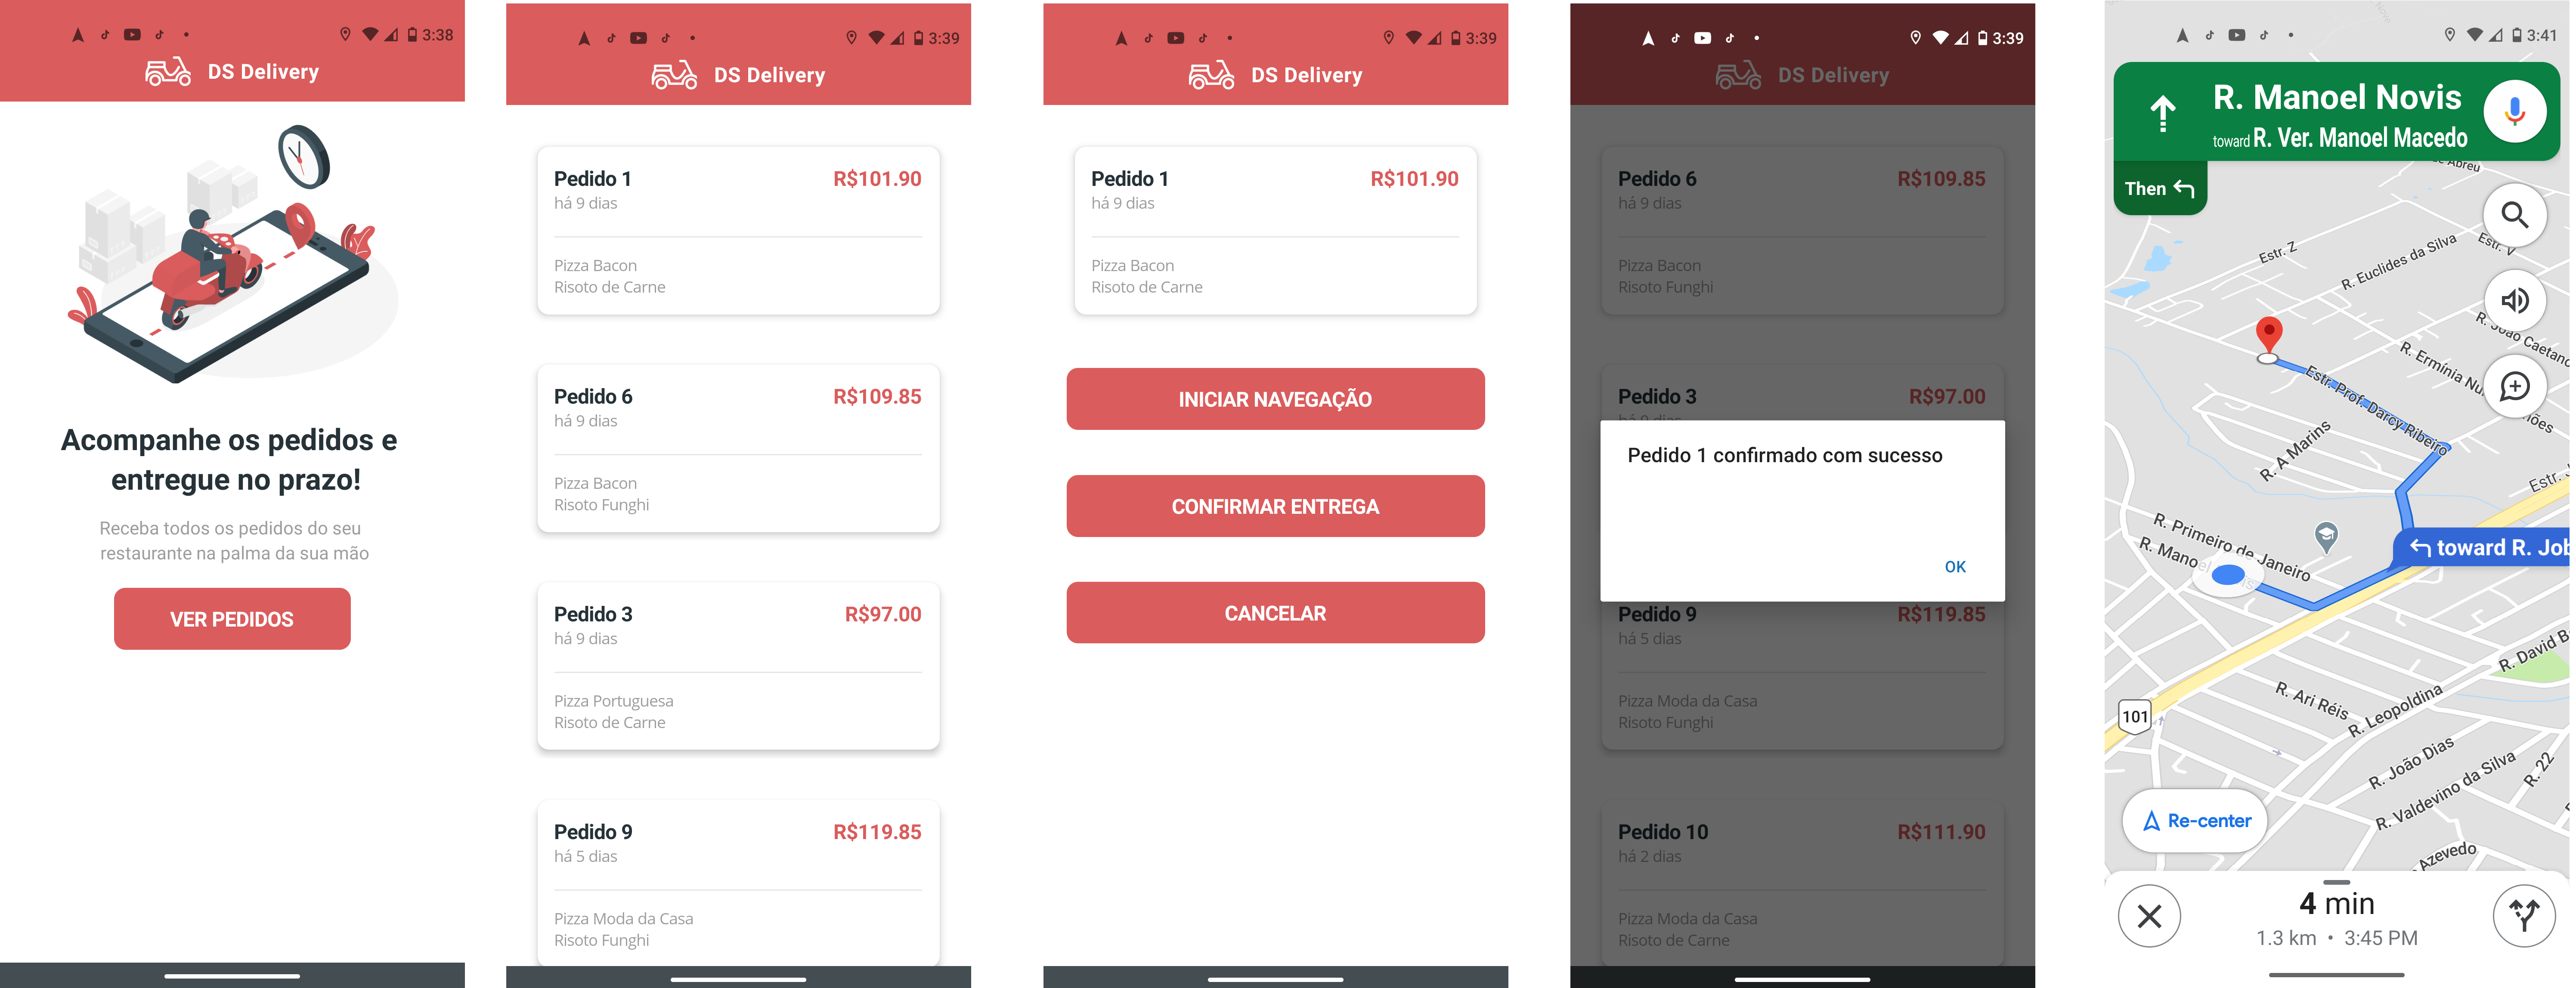 3:38
DS Delivery
Acompanhe os pedidos e
entregue no prazo!
Receba todos os pedidos do seu
restaurante na palma da sua mão
VER PEDIDOS
3:39
DS Delivery
Pedido 1 R$101.90
há 9 dias
Pizza Bacon
Risoto de Carne
Pedido 6 R$109.85
há 9 dias
Pizza Bacon
Risoto Funghi
Pedido 3 R$97.00
há 9 dias
Pizza Portuguesa
Risoto de Carne
Pedido 9 R$119.85
há 5 dias
Pizza Moda da Casa
Risoto Funghi
3:39
DS Delivery
Pedido 1 R$101.90
há 9 dias
Pizza Bacon
Risoto de Carne
INICIAR NAVEGAÇÃO
CONFIRMAR ENTREGA
CANCELAR
3:39
DS Delivery
Pedido 6 R$109.85
há 9 dias
Pizza Bacon
Risoto Funghi
Pedido 3 R$97.00
há 9 dias
Pedido 1 confirmado com sucesso
OK
Pedido 9 R$119.85
há 5 dias
Pizza Moda da Casa
Risoto Funghi
Pedido 10 R$111.90
há 2 dias
Pizza Moda da Casa
Risoto de Carne
3:41
R. Manoel Novis
toward R. Ver. Manoel Macedo
Abreu
Then
Estr. Z
R. Euclides da Silva
Estr. V
R. João Caetano
R. Ermínia
Estr. Prof. Darcy Ribeiro
R. A Marins
Estr.
R. Primeiro de Janeiro
R.
toward R. Job
R. David
R. Ari Réis
R. Leopoldina
101
R. João Dias
R. Valdevino da Silva
R. 22
Re-center
Azevedo
4 min
1.3 km • 3:45 PM